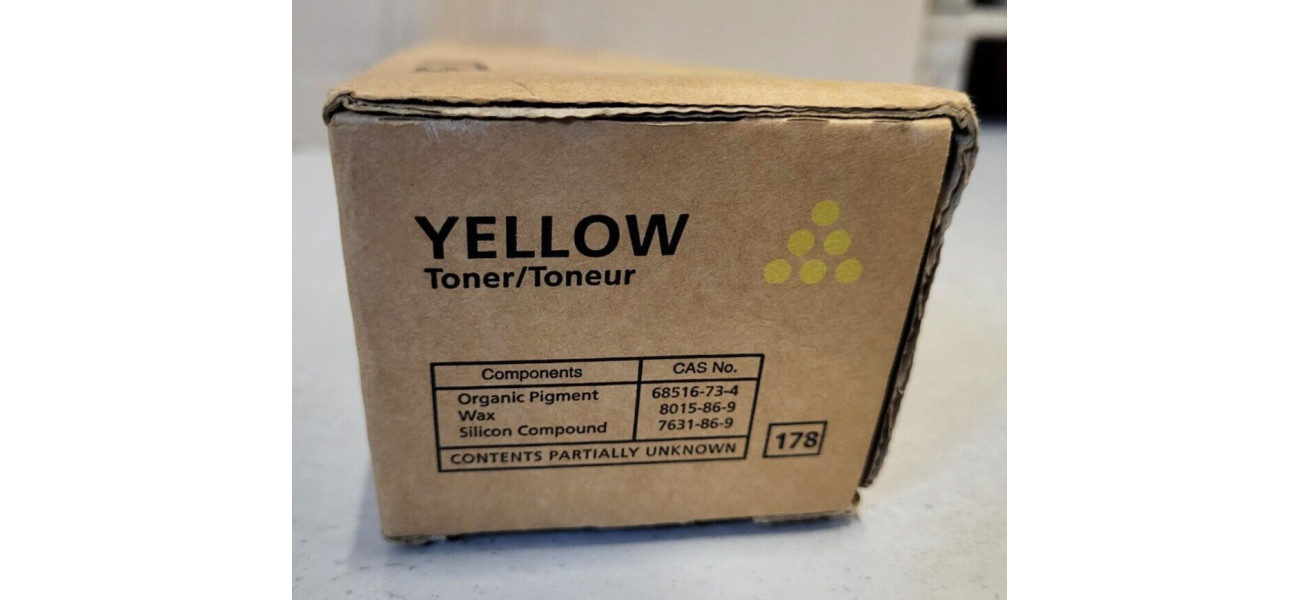 YELLOW
Toner/Toneur
Components CAS No.
Organic Pigment 68516-73-4
Wax 8015-86-9
Silicon Compound 7631-86-9
CONTENTS PARTIALLY UNKNOWN
178